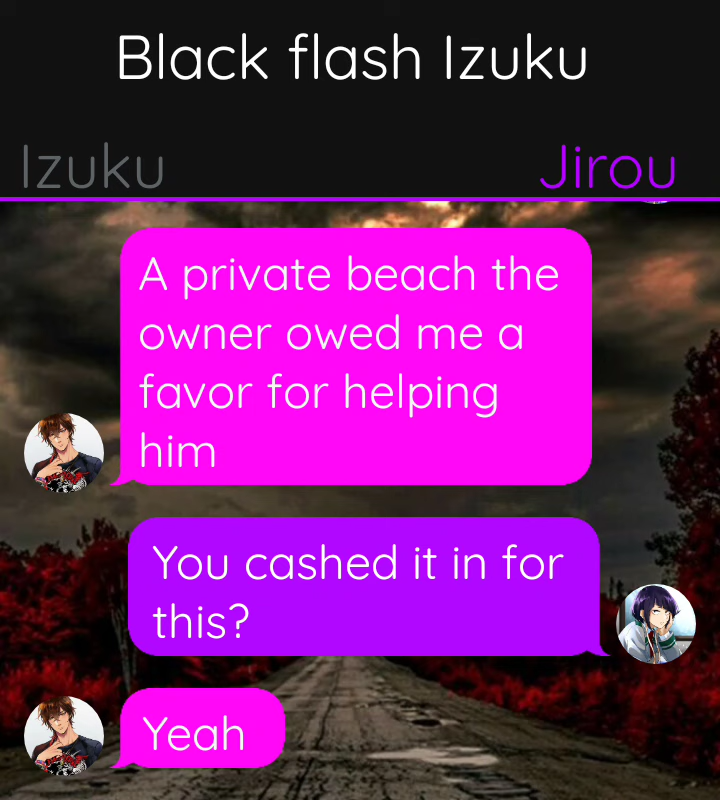 Black flash Izuku
Izuku
Jirou
A private beach the
owner owed me a
favor for helping
him
You cashed it in for
this?
Yeah